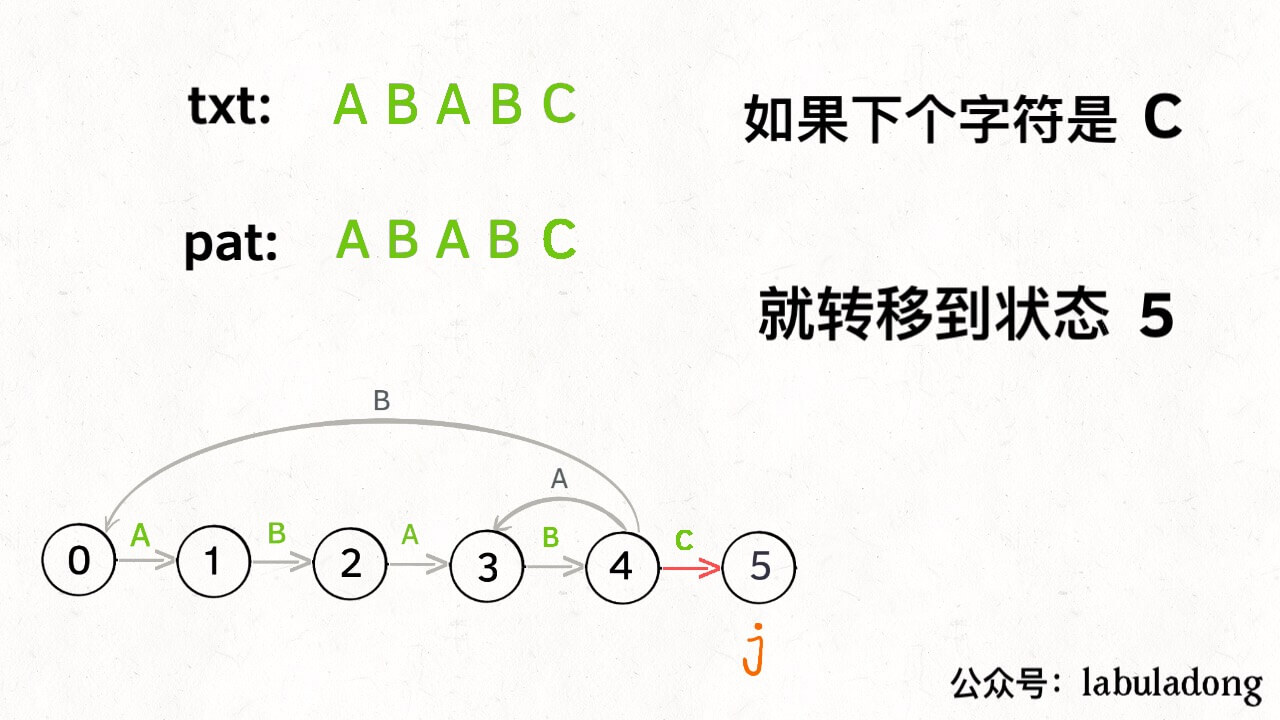 txt: A B A B C
如果下个字符是 C
pat: A B A B C
就转移到状态 5
B
A
A B A B C
0 1 2 3 4 5
j
公众号：labuladong